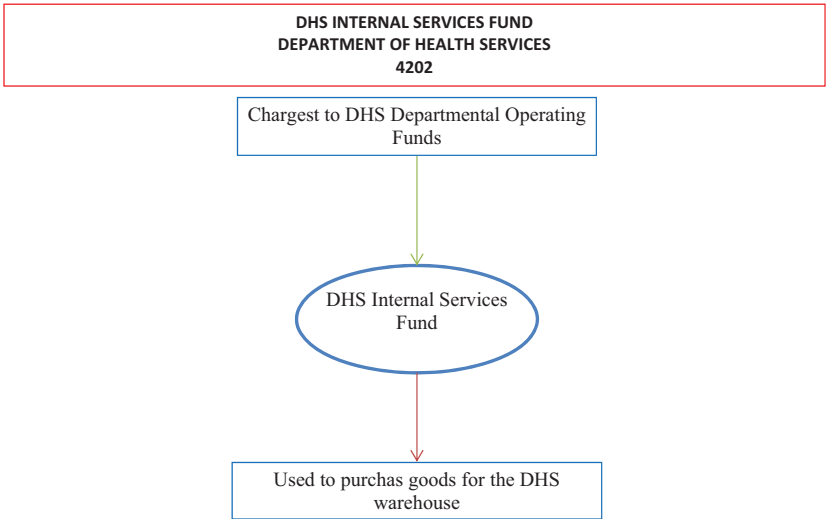 DHS INTERNAL SERVICES FUND
DEPARTMENT OF HEALTH SERVICES
4202
Chargest to DHS Departmental Operating
Funds
DHS Internal Services
Fund
Used to purchas goods for the DHS
warehouse